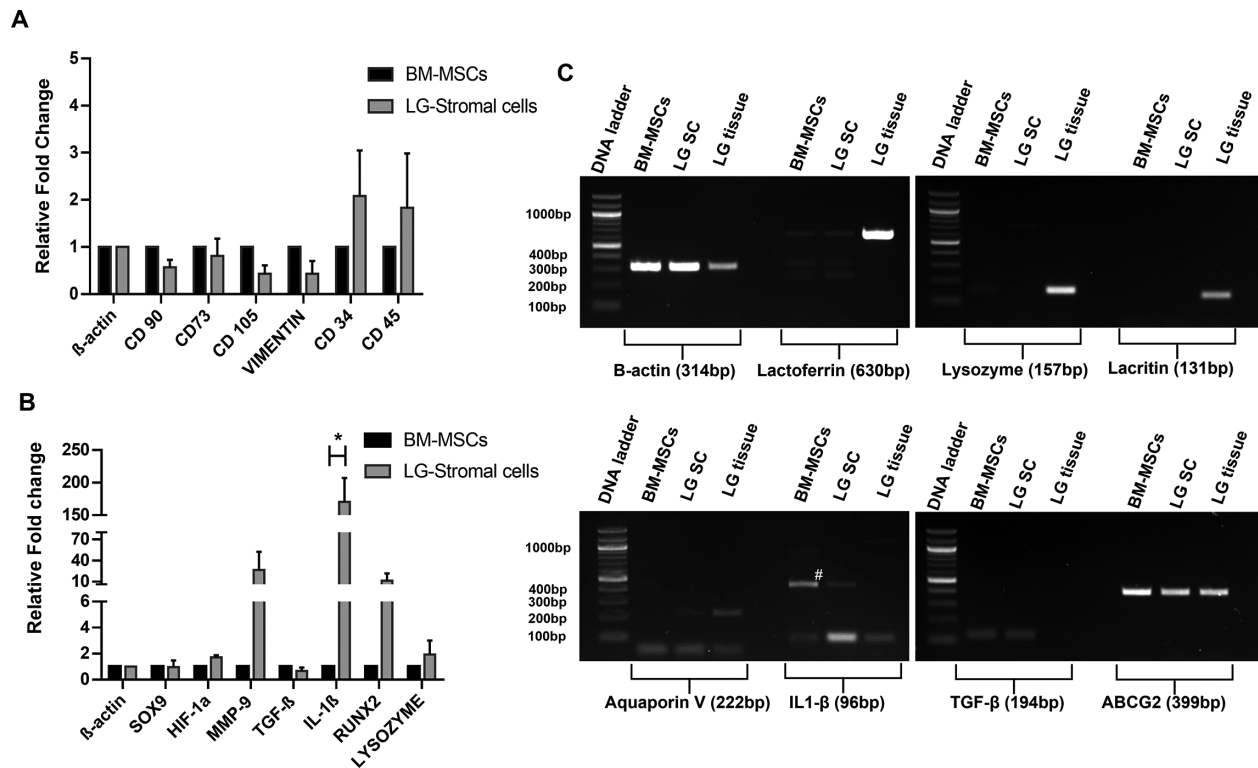 A
Relative Fold Change
5
4
3
2
1
0
BM-MSCs
LG-Stromal cells
ß-actin
CD 90
CD73
CD 105
VIMENTIN
CD 34
CD 45
B
Relative Fold change
250
200
150
70
40
10
6
4
2
0
*
BM-MSCs
LG-Stromal cells
ß-actin
SOX9
HIF-1a
MMP-9
TGF-ß
IL-1ß
RUNX2
LYSOZYME
C
DNA ladder
BM-MSCs
LG SC
LG tissue
BM-MSCs
LG SC
LG tissue
DNA ladder
BM-MSCs
LG SC
LG tissue
BM-MSCs
LG SC
LG tissue
1000bp
400bp
300bp
200bp
100bp
B-actin (314bp)
Lactoferrin (630bp)
Lysozyme (157bp)
Lacritin (131bp)
DNA ladder
BM-MSCs
LG SC
LG tissue
BM-MSCs
LG SC
LG tissue
DNA ladder
BM-MSCs
LG SC
LG tissue
BM-MSCs
LG SC
LG tissue
1000bp
400bp
300bp
200bp
100bp
#
Aquaporin V (222bp)
IL1-β (96bp)
TGF-β (194bp)
ABCG2 (399bp)